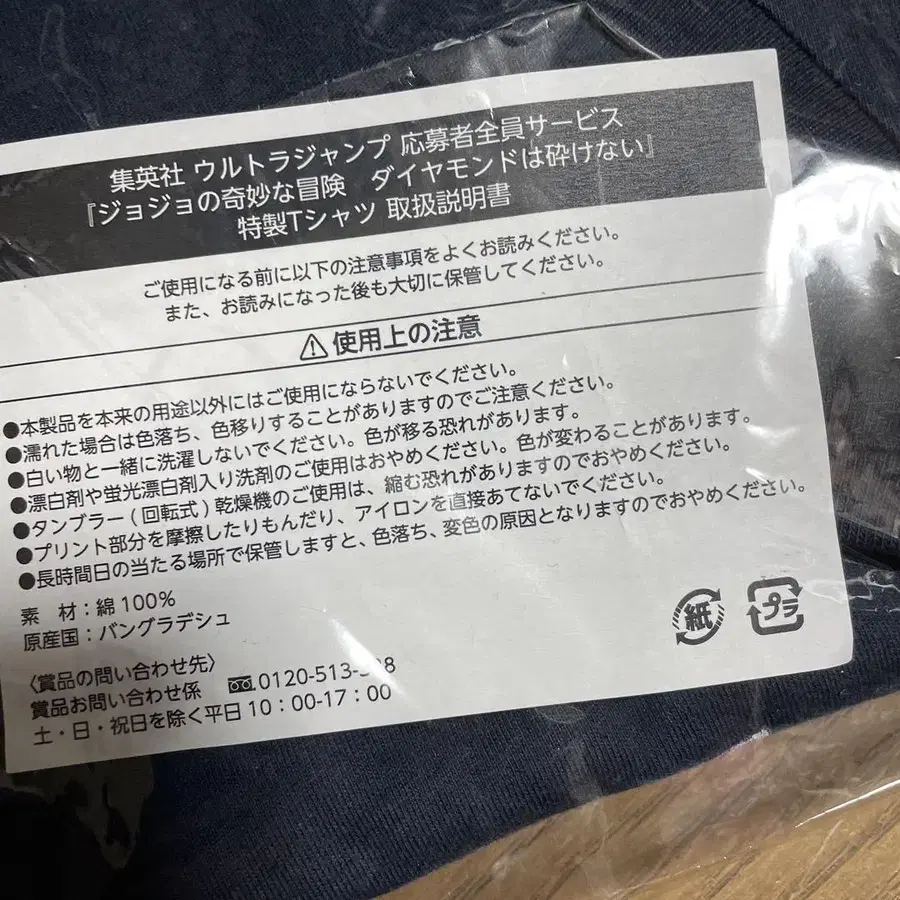 集英社 ウルトラジャンプ 応募者全員サービス
『ジョジョの奇妙な冒険 ダイヤモンドは砕けない』
特製Tシャツ 取扱説明書
ご使用になる前に以下の注意事項をよくお読みください。
また、お読みになった後も大切に保管してください。
⚠使用上の注意
●本製品を本来の用途以外にはご使用にならないでください。
●濡れた場合は色落ち、色移りすることがありますのでご注意ください。
●白い物と一緒に洗濯しないでください。色が移る恐れがあります。
●漂白剤や蛍光漂白剤入り洗剤のご使用はおやめください。色が変わることがあります。
●タンブラー(回転式)乾燥機のご使用は、縮む恐れがありますのでおやめください。
●プリント部分を摩擦したりもんだり、アイロンを直接あてないでください。
●長時間日の当たる場所で保管しますと、色落ち、変色の原因となりますのでおやめください。
素 材:綿100%
原産国:バングラデシュ
紙
プラ
〈賞品の問い合わせ先〉
賞品お問い合わせ係 0120-513-
土・日・祝日を除く平日10:00-17:00